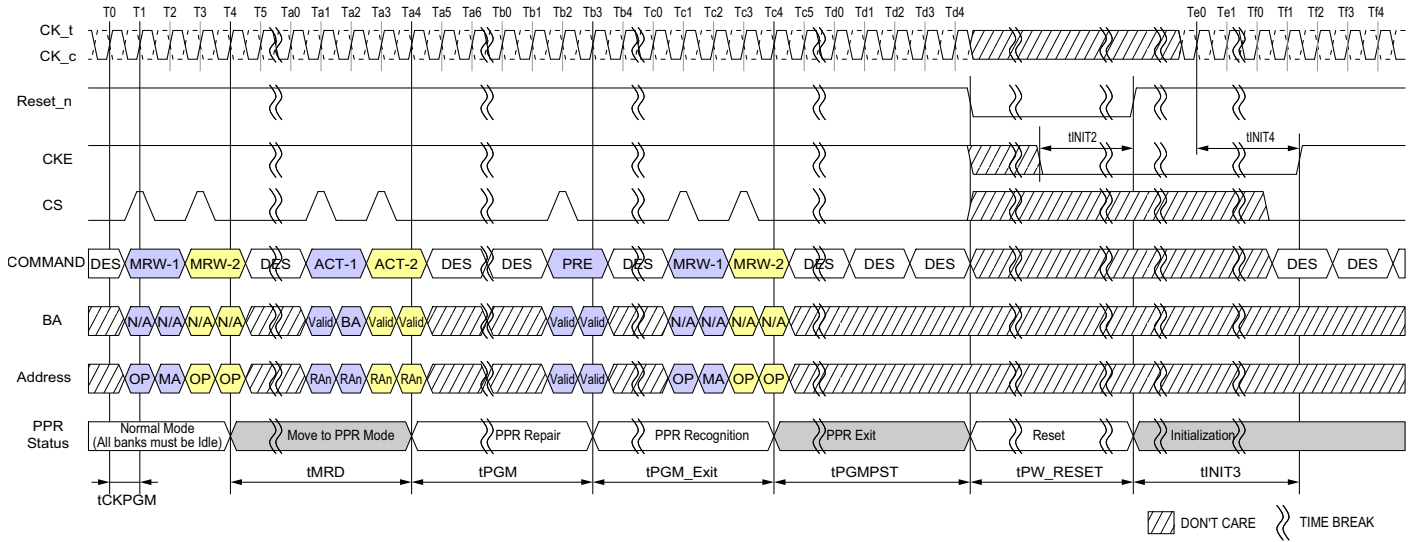 T0 T1 T2 T3 T4 T5 Ta0 Ta1 Ta2 Ta3 Ta4 Ta5 Ta6 Tb0 Tb1 Tb2 Tb3 Tb4 Tc0 Tc1 Tc2 Tc3 Tc4 Tc5 Td0 Td1 Td2 Td3 Td4 Te0 Te1 Tf0 Tf1 Tf2 Tf3 Tf4
CK_t
CK_c
Reset_n
CKE tINIT2 tINIT4
CS
COMMAND DES MRW-1 MRW-2 DES ACT-1 ACT-2 DES DES PRE DES MRW-1 MRW-2 DES DES DES DES DES
BA N/A N/A N/A N/A Valid BA Valid Valid Valid Valid N/A N/A N/A N/A
Address OP MA OP OP RAn RAn RAn RAn Valid Valid OP MA OP OP
PPR
Status
Normal Mode
(All banks must be Idle)
Move to PPR Mode PPR Repair PPR Recognition PPR Exit Reset Initialization
tCKPGM tMRD tPGM tPGM_Exit tPGMPST tPW_RESET tINIT3
DON'T CARE TIME BREAK